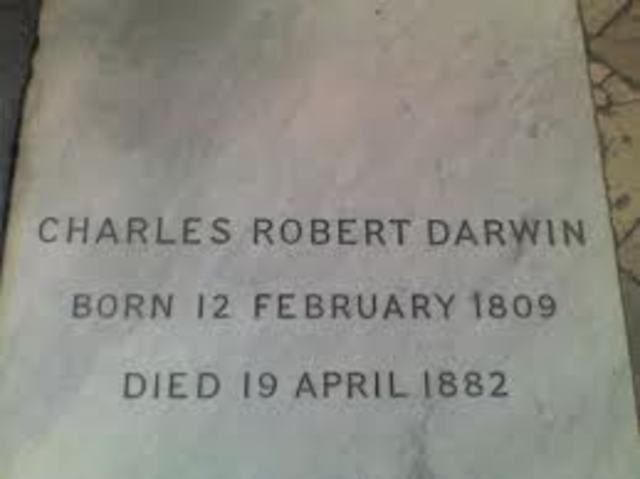 CHARLES ROBERT DARWIN
BORN 12 FEBRUARY 1809
DIED 19 APRIL 1882